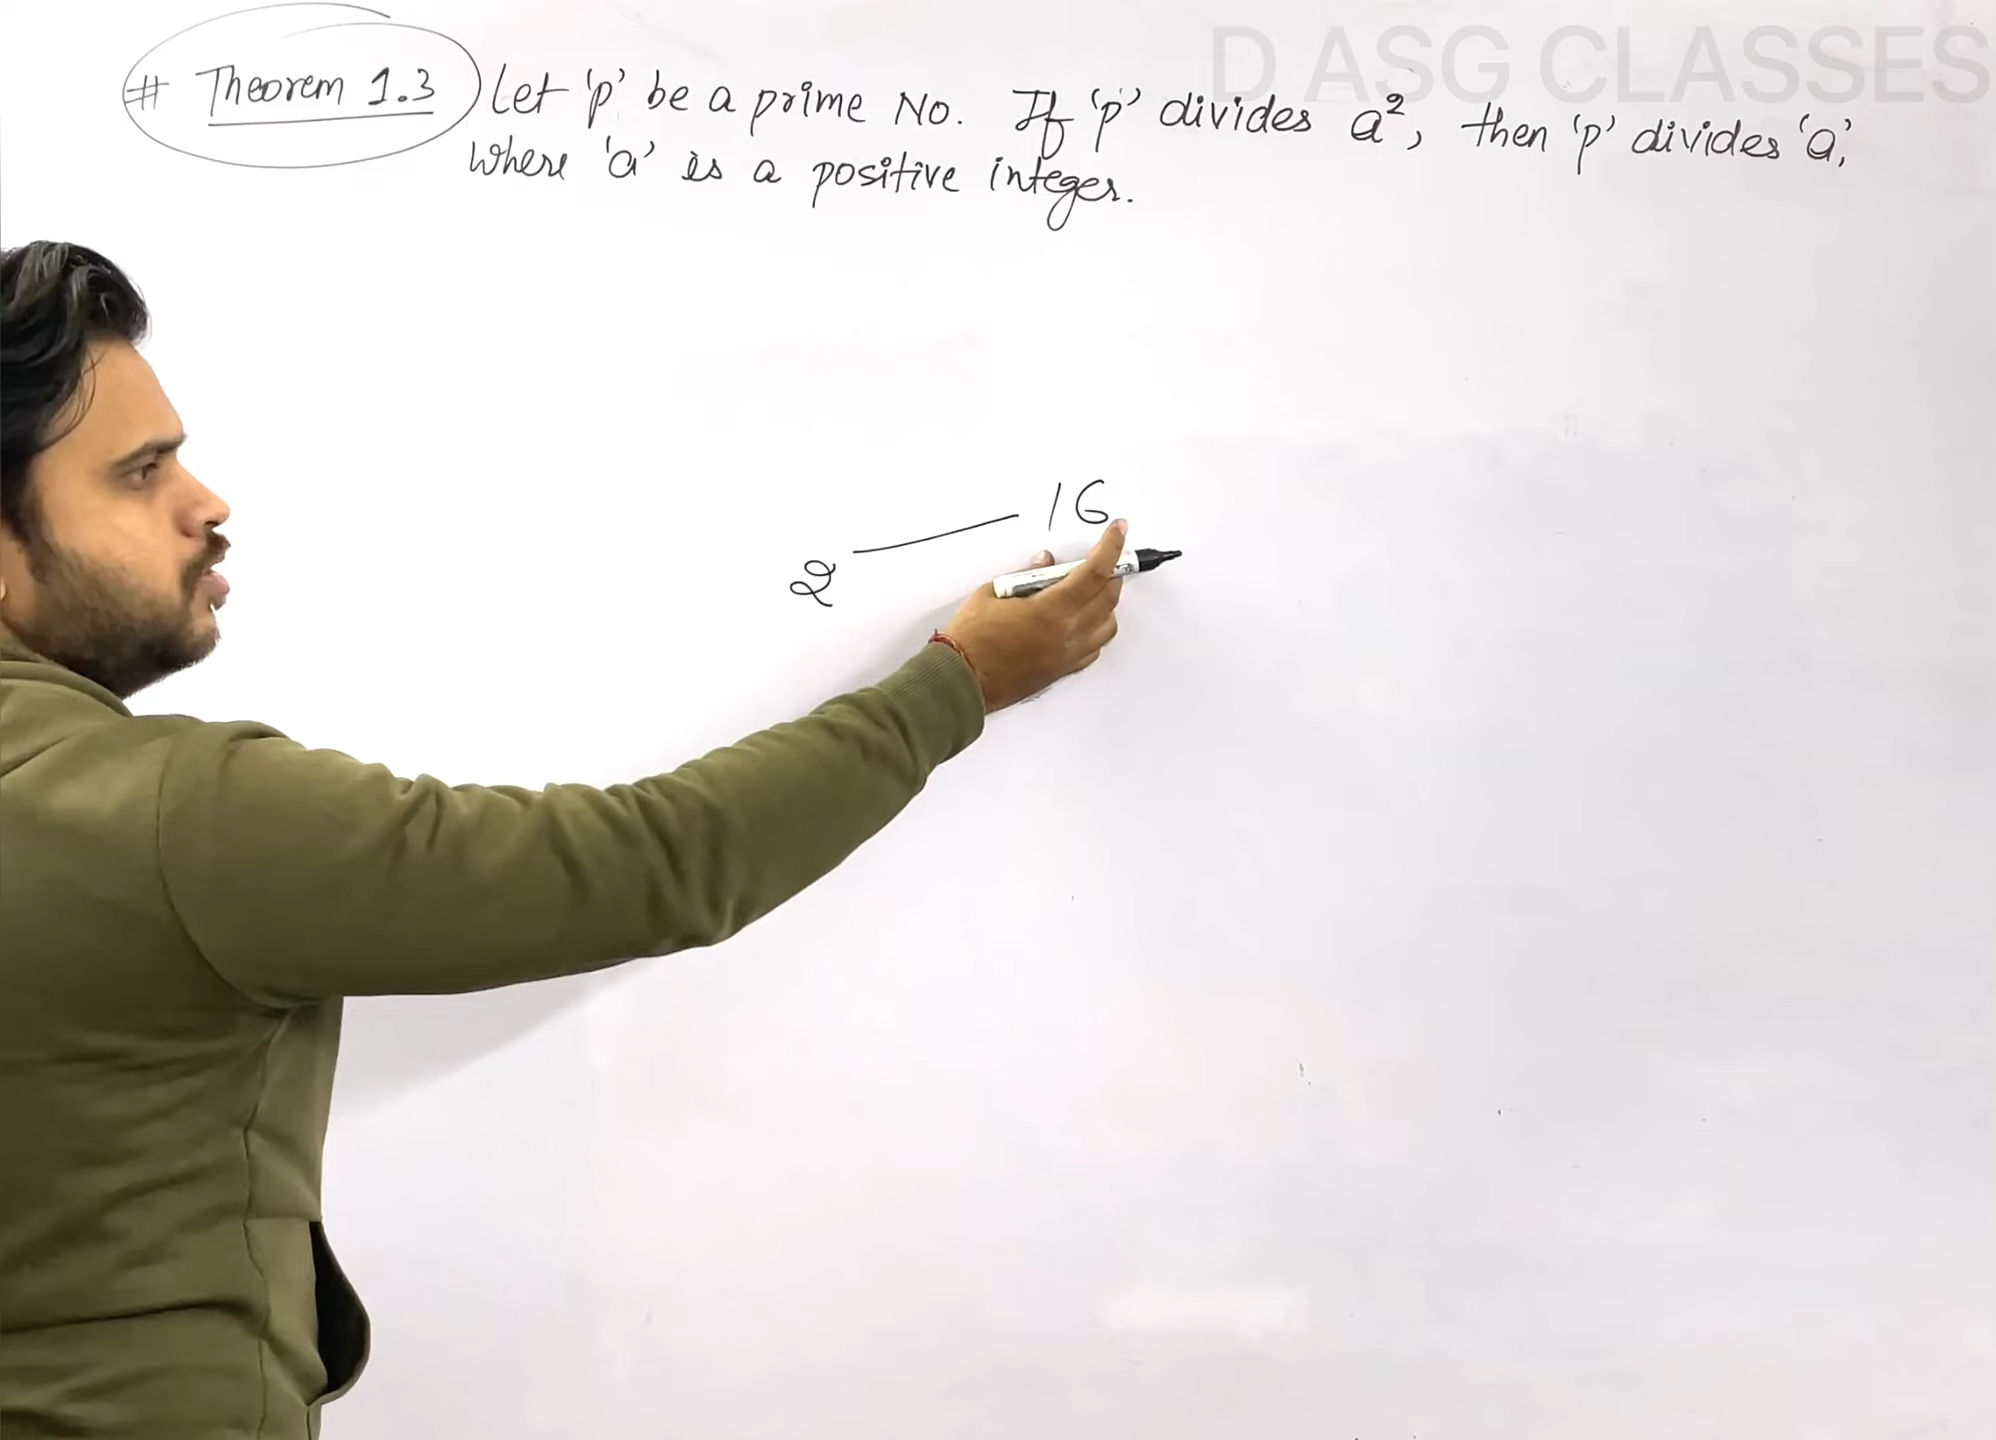 D ASG CLASSES
# Theorem 1.3 Let 'p' be a prime No. If 'p' divides a², then 'p' divides 'a',
where 'a' is a positive integer.
16
2